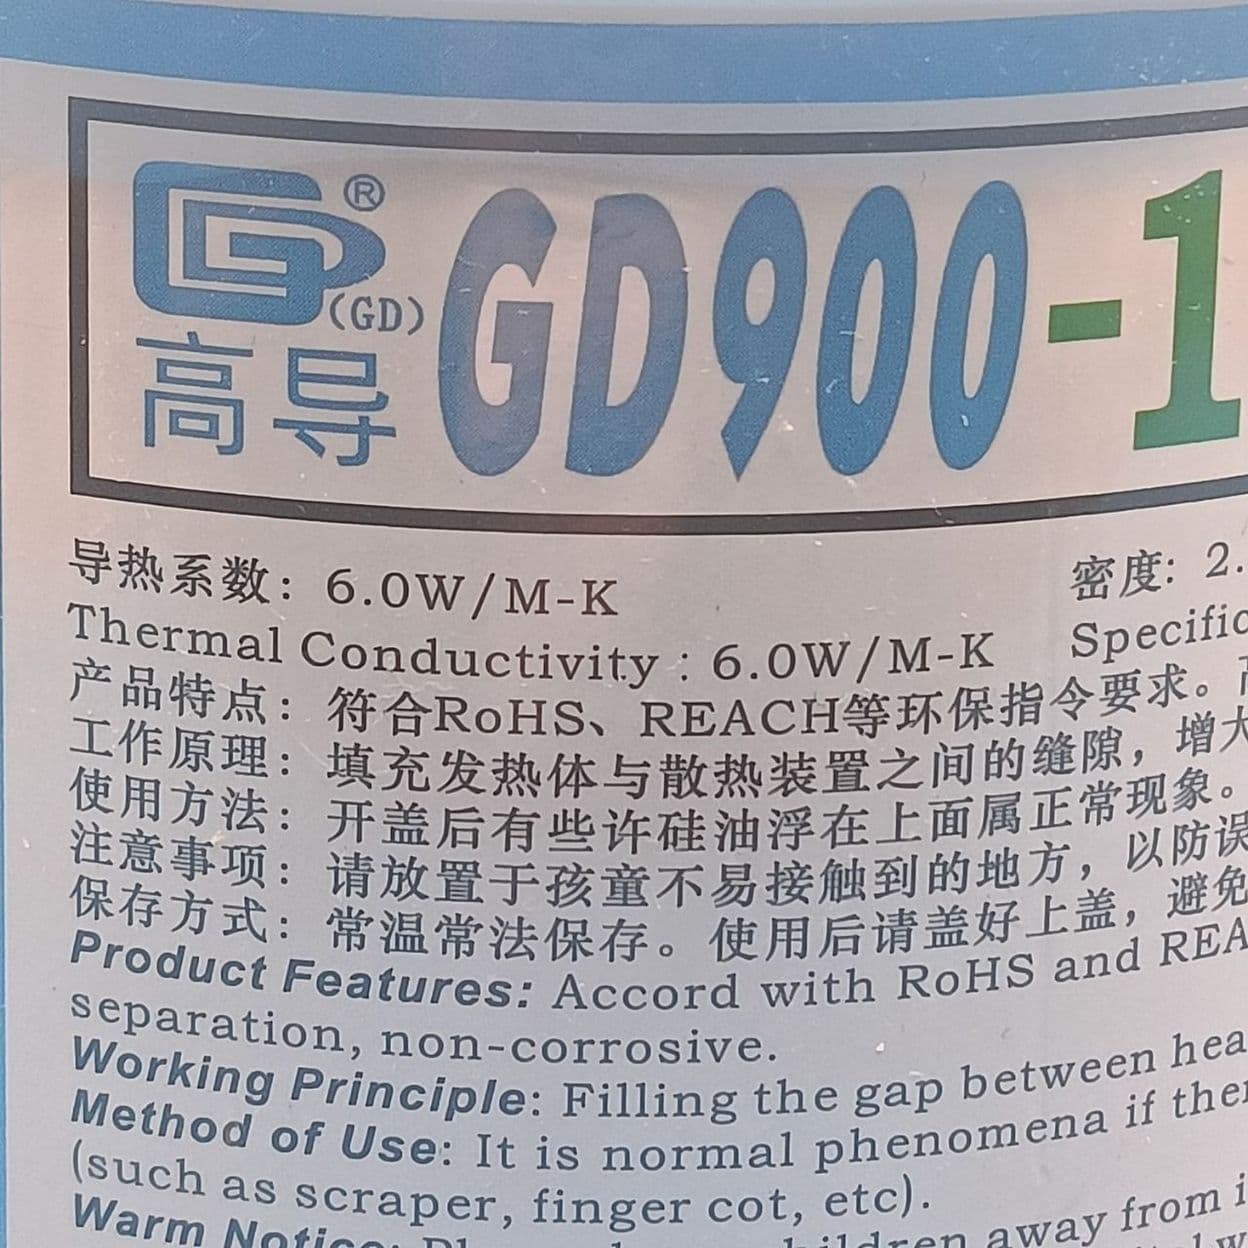 GD®
(GD)
高导
GD900-1
导热系数: 6.0W/M-K 密度: 2.
Thermal Conductivity: 6.0W/M-K Specific
产品特点: 符合RoHS、REACH等环保指令要求。
工作原理: 填充发热体与散热装置之间的缝隙, 增大
使用方法: 开盖后有些许硅油浮在上面属正常现象。
注意事项: 请放置于孩童不易接触到的地方, 以防误
保存方式: 常温常法保存。使用后请盖好上盖, 避免
Product Features: Accord with RoHS and REA
separation, non-corrosive.
Working Principle: Filling the gap between hea
Method of Use: It is normal phenomena if ther
(such as scraper, finger cot, etc).
Warm Notice: away from i